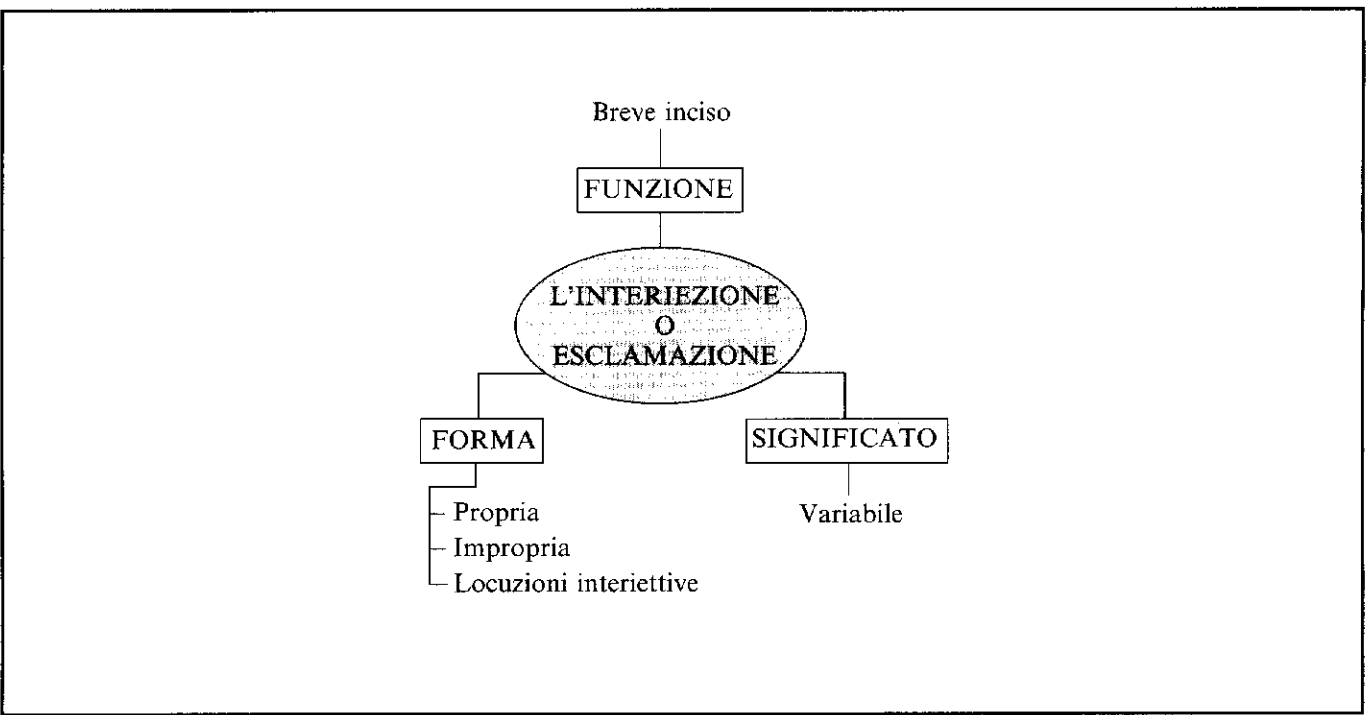 Breve inciso
FUNZIONE
L'INTERIEZIONE
O
ESCLAMAZIONE
FORMA
SIGNIFICATO
Propria
Impropria
Locuzioni interiettive
Variabile